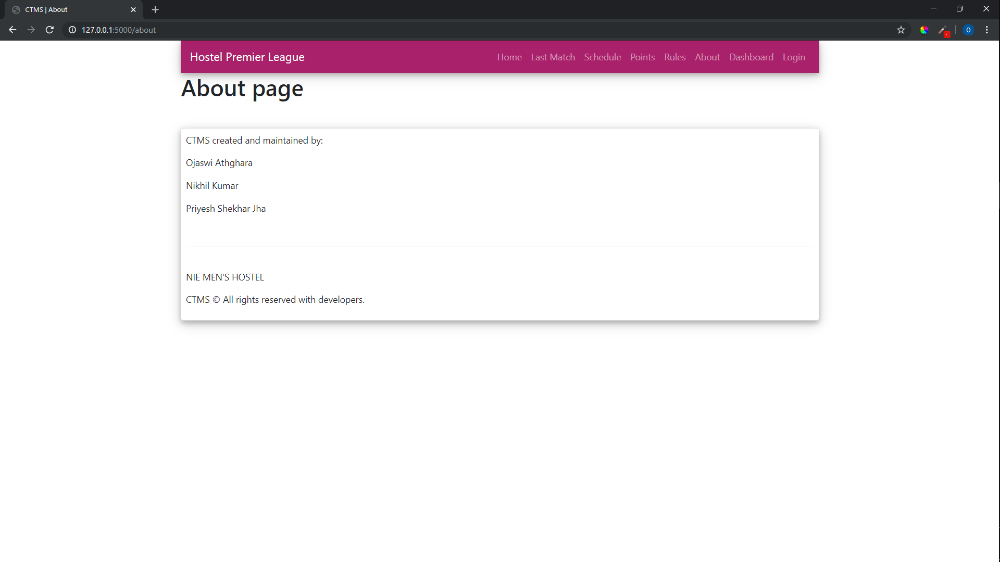 CTMS | About
127.0.0.1:5000/about
O
Hostel Premier League Home Last Match Schedule Points Rules About Dashboard Login
About page
CTMS created and maintained by:
Ojaswi Athghara
Nikhil Kumar
Priyesh Shekhar Jha
NIE MEN'S HOSTEL
CTMS © All rights reserved with developers.